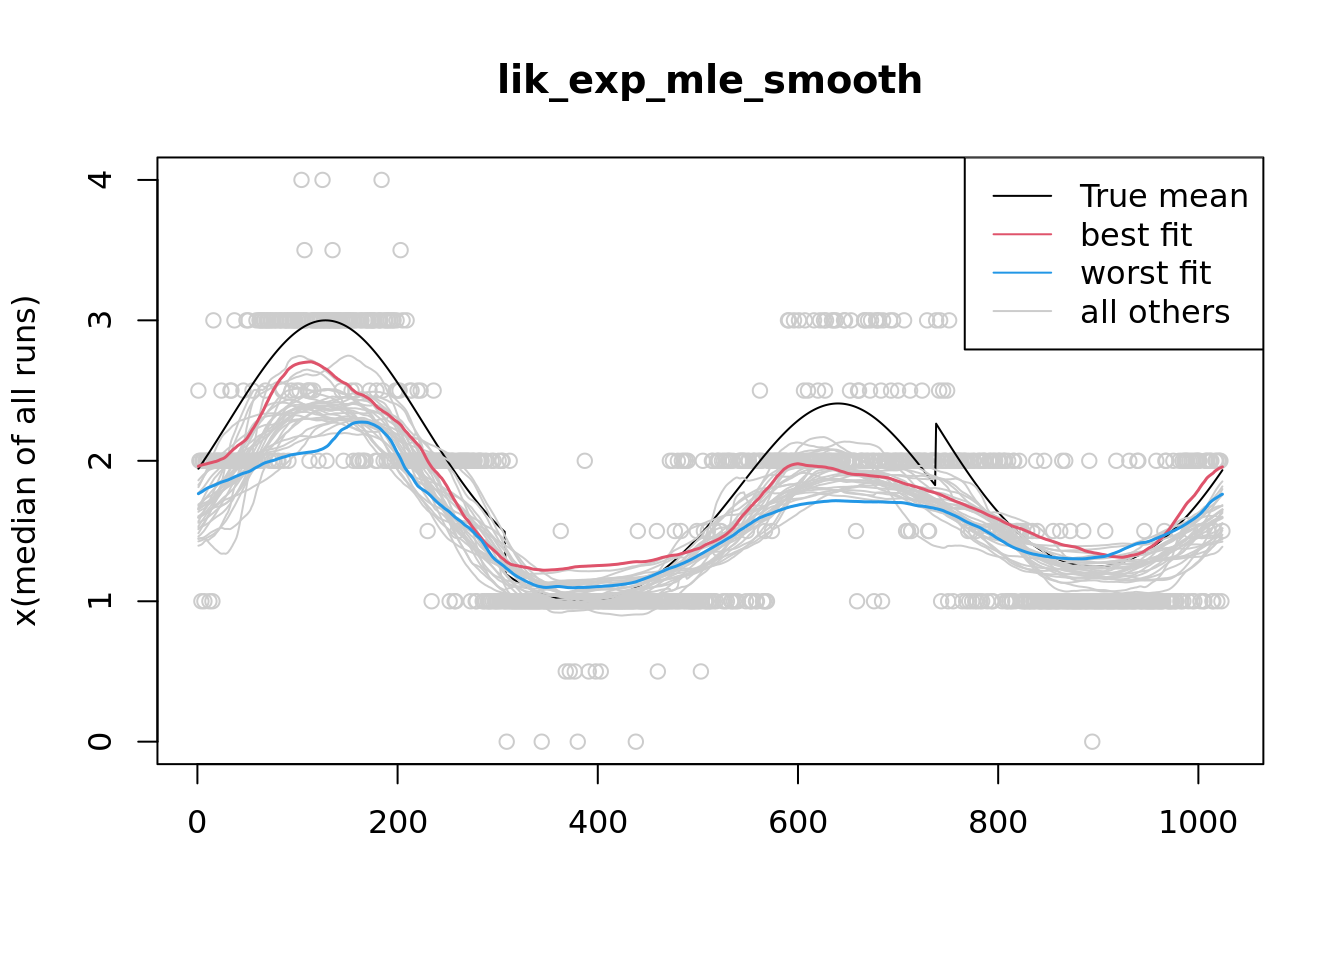 lik_exp_mle_smooth
x(median of all runs)
4
3
2
1
0
True mean
best fit
worst fit
all others
0 200 400 600 800 1000